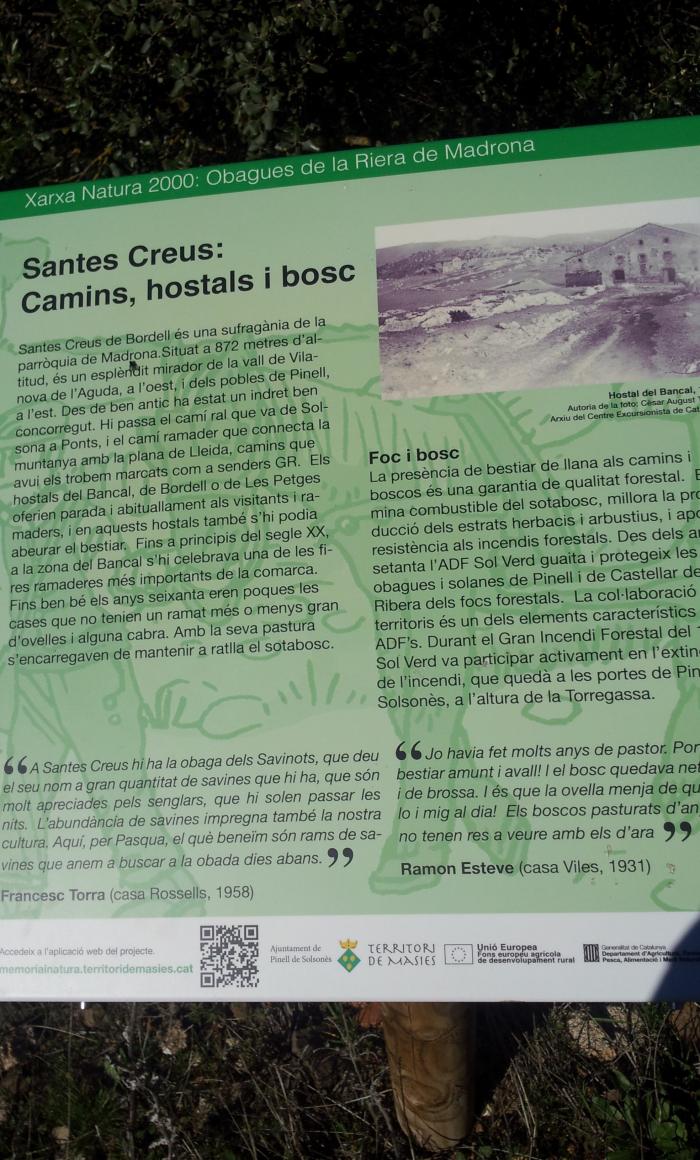 Xarxa Natura 2000: Obagues de la Riera de Madrona
Santes Creus:
Camins, hostals i bosc
Santes Creus de Bordell és una sufragània de la
parròquia de Madrona.Situat a 872 metres d'al-
titud, és un esplèndit mirador de la vall de Vila-
nova de l'Aguda, a l'oest, i dels pobles de Pinell,
a l'est. Des de ben antic ha estat un indret ben
concorregut. Hi passa el camí ral que va de Sol-
sona a Ponts, i el camí ramader que connecta la
muntanya amb la plana de Lleida, camins que
avui els trobem marcats com a senders GR. Els
hostals del Bancal, de Bordell o de Les Petges
oferien parada i abituallament als visitants i ra-
maders, i en aquests hostals també s'hi podia
abeurar el bestiar. Fins a principis del segle XX,
a la zona del Bancal s'hi celebrava una de les fi-
res ramaderes més importants de la comarca.
Fins ben bé els anys seixanta eren poques les
cases que no tenien un ramat més o menys gran
d'ovelles i alguna cabra. Amb la seva pastura
s'encarregaven de mantenir a ratlla el sotabosc.
Hostal del Bancal,
Autoria de la foto: Cèsar August
Arxiu del Centre Excursionista de Cat
Foc i bosc
La presència de bestiar de llana als camins i
boscos és una garantia de qualitat forestal.
mina combustible del sotabosc, millora la pro
ducció dels estrats herbacis i arbustius, i apo
resistència als incendis forestals. Des dels a
setanta l'ADF Sol Verd guaita i protegeix les
obagues i solanes de Pinell i de Castellar de
Ribera dels focs forestals. La col·laboració
territoris és un dels elements característics
ADF's. Durant el Gran Incendi Forestal del
Sol Verd va participar activament en l'extin
de l'incendi, que quedà a les portes de Pin
Solsonès, a l'altura de la Torregassa.
“A Santes Creus hi ha la obaga dels Savinots, que deu
el seu nom a gran quantitat de savines que hi ha, que són
molt apreciades pels senglars, que hi solen passar les
nits. L'abundància de savines impregna també la nostra
cultura. Aquí, per Pasqua, el què beneïm són rams de sa-
vines que anem a buscar a la obada dies abans.”
Francesc Torra (casa Rossells, 1958)
“Jo havia fet molts anys de pastor. Por
bestiar amunt i avall! I el bosc quedava net
i de brossa. I és que la ovella menja de qu
lo i mig al dia! Els boscos pasturats d'an
no tenen res a veure amb els d'ara”
Ramon Esteve (casa Viles, 1931)
Accedeix a l'aplicació web del projecte.
memoriainatura.territoridemasies.cat
Ajuntament de
Pinell de Solsonès
TERRITORI
DE MASIES
Unió Europea
Fons europeu agrícola
de desenvolupament rural
Generalitat de Catalunya
Departament d'Agricultura,
Pesca, Alimentació i